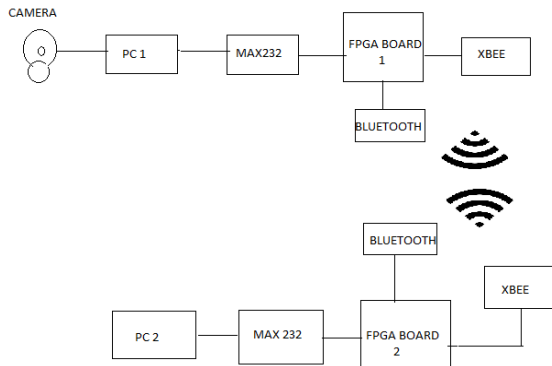 CAMERA
PC 1
MAX232
FPGA BOARD
1
XBEE
BLUETOOTH
BLUETOOTH
XBEE
PC 2
MAX 232
FPGA BOARD
2